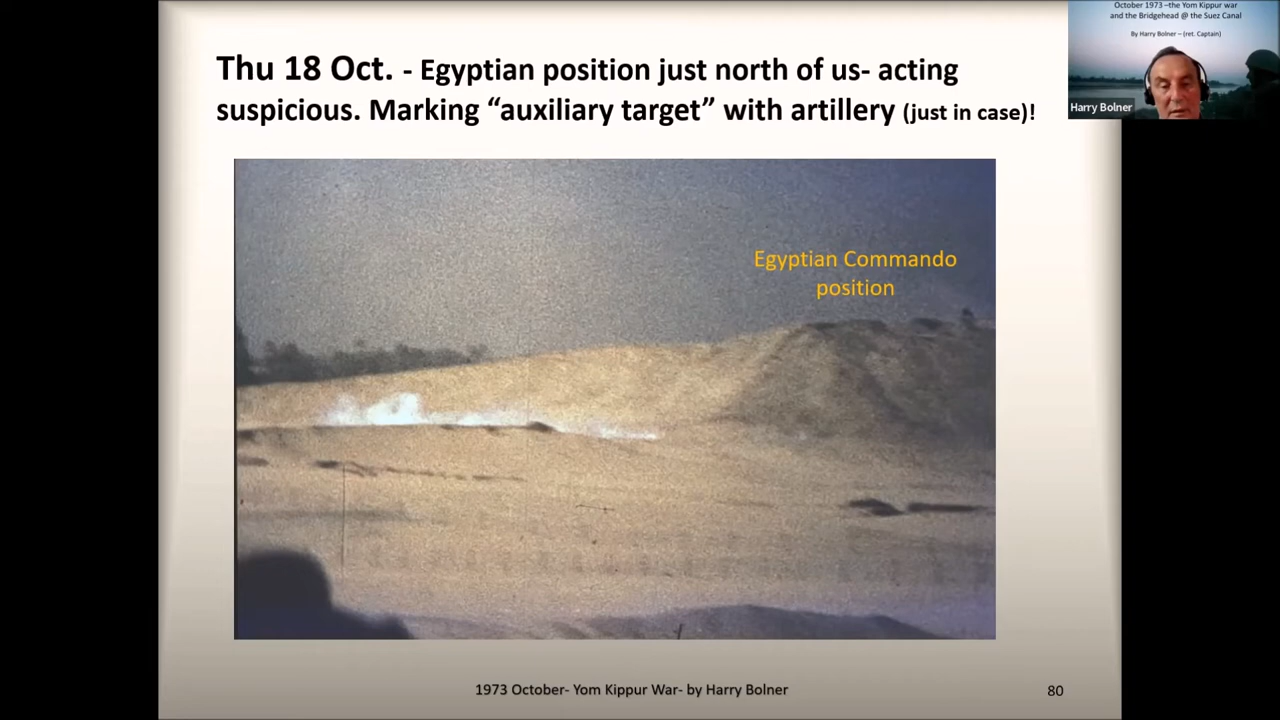 Thu 18 Oct. - Egyptian position just north of us- acting
suspicious. Marking “auxiliary target” with artillery (just in case)!
Egyptian Commando
position
1973 October- Yom Kippur War- by Harry Bolner
80
October 1973 –the Yom Kippur war
and the Bridgehead @ the Suez Canal
By Harry Bolner – (ret. Captain)
Harry Bolner